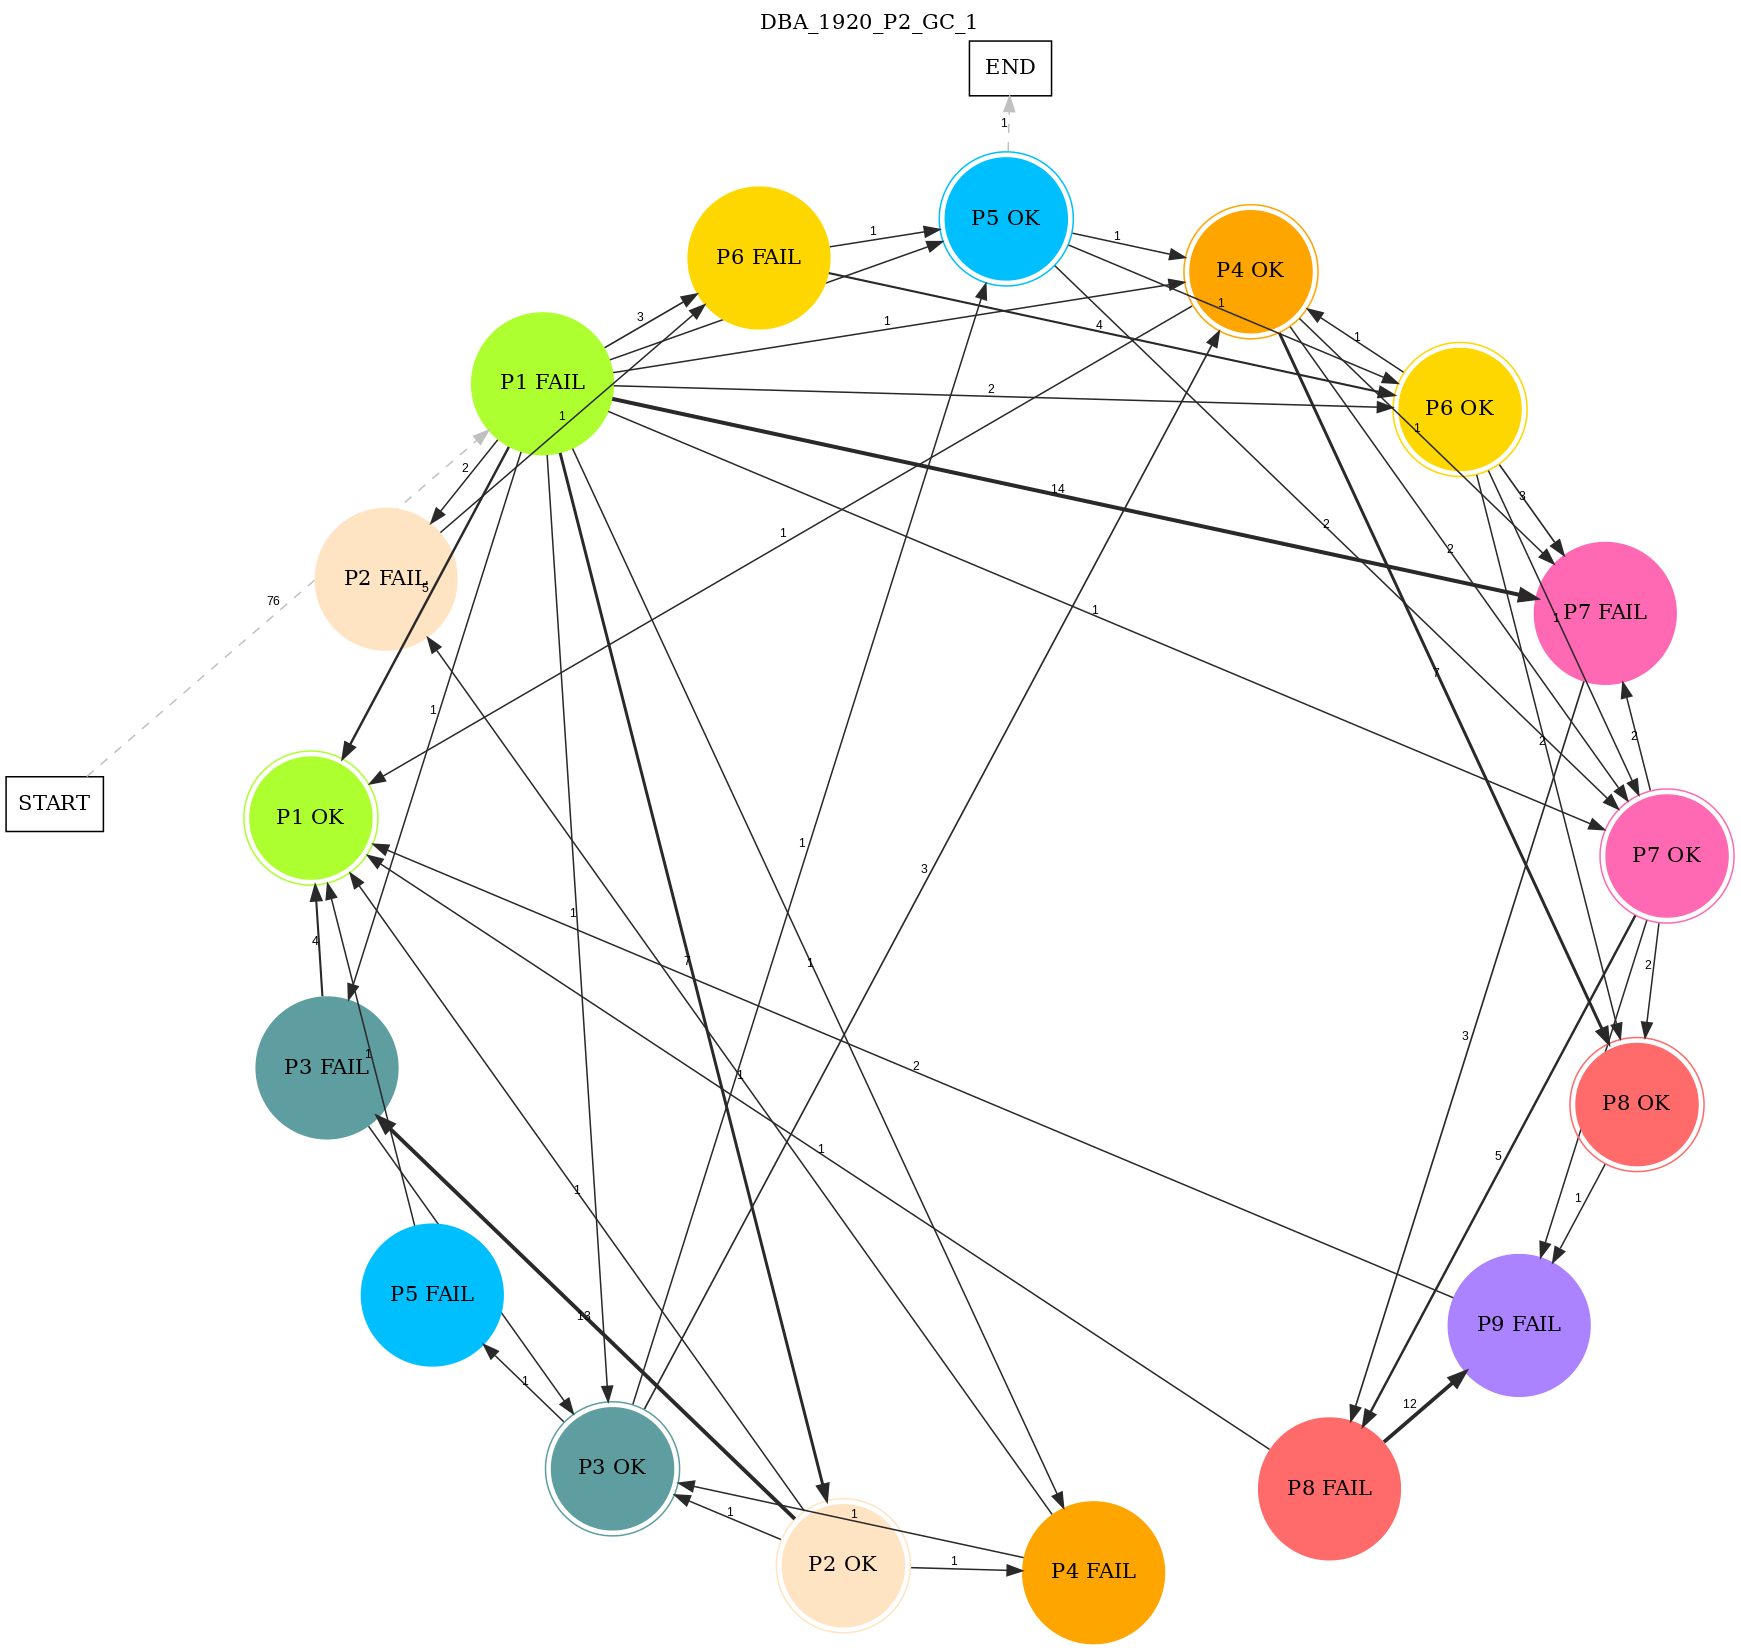 DBA_1920_P2_GC_1
END
1
P5 OK
1
P6 FAIL
1
P4 OK
1
3
1
4
1
P1 FAIL
2
P6 OK
1
1
2
14
3
2
1
2
P2 FAIL
5
76
1
1
P7 FAIL
1
7
1
2
2
START
P1 OK
1
3
P7 OK
1
4
7
1
2
3
1
P3 FAIL
2
1
P8 OK
1
5
1
1
P5 FAIL
13
P9 FAIL
1
12
P3 OK
P8 FAIL
1
1
P2 OK
1
P4 FAIL